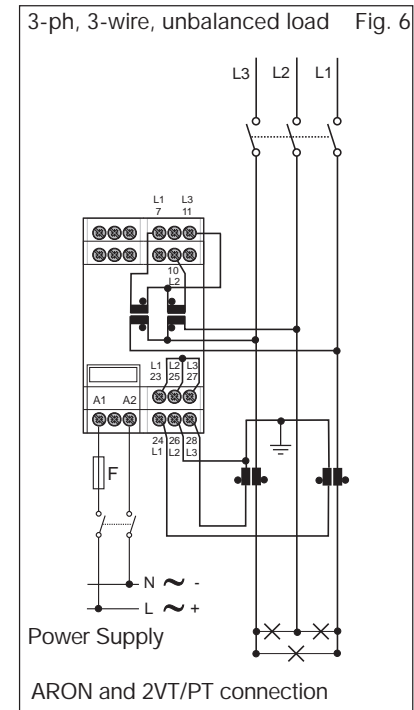 3-ph, 3-wire, unbalanced load Fig. 6
L3 L2 L1
L1 L3
7 11
10
L2
L1 L2 L3
23 25 27
A1 A2
24 26 28
L1 L2 L3
F
N ~ -
L ~ +
Power Supply
ARON and 2VT/PT connection